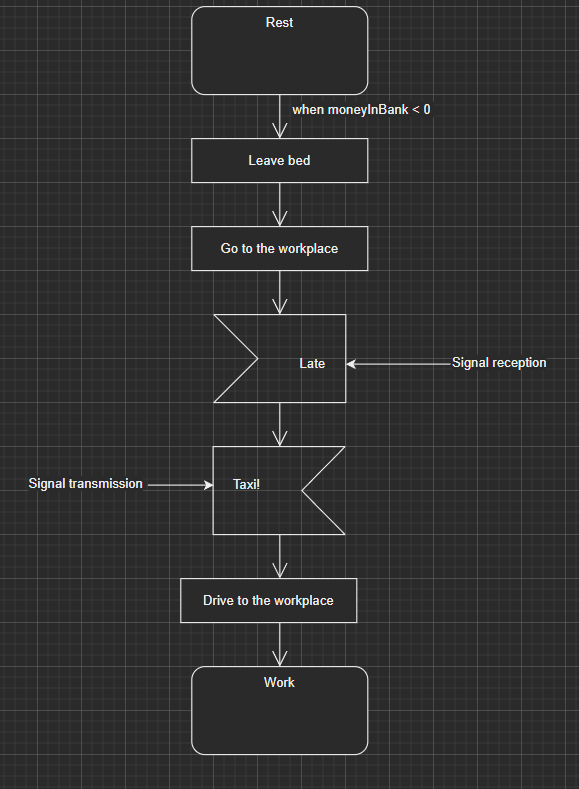 Rest
when moneyInBank < 0
Leave bed
Go to the workplace
Late
Signal reception
Signal transmission
Taxi!
Drive to the workplace
Work